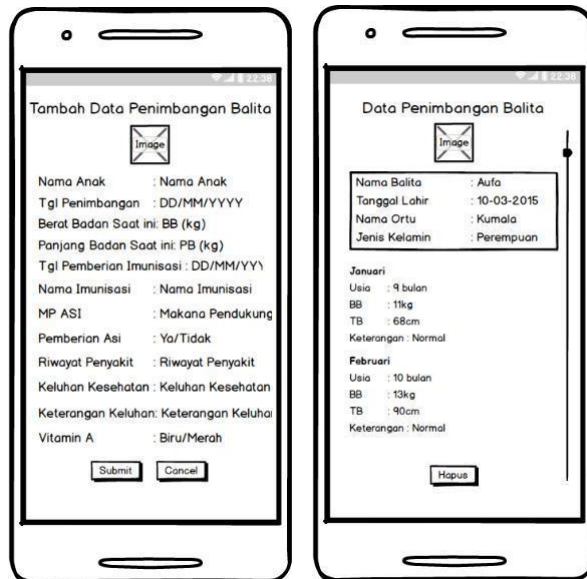 22:38
Tambah Data Penimbangan Balita
Image
Nama Anak : Nama Anak
Tgl Penimbangan : DD/MM/YYYY
Berat Badan Saat ini: BB (kg)
Panjang Badan Saat ini: PB (kg)
Tgl Pemberian Imunisasi : DD/MM/YY
Nama Imunisasi : Nama Imunisasi
MP ASI : Makana Pendukung
Pemberian Asi : Ya/Tidak
Riwayat Penyakit : Riwayat Penyakit
Keluhan Kesehatan : Keluhan Kesehatan
Keterangan Keluhan: Keterangan Keluha
Vitamin A : Biru/Merah
Submit Cancel
22:38
Data Penimbangan Balita
Image
Nama Balita : Aufa
Tanggal Lahir : 10-03-2015
Nama Ortu : Kumala
Jenis Kelamin : Perempuan
Januari
Usia : 9 bulan
BB : 11kg
TB : 68cm
Keterangan : Normal
Februari
Usia : 10 bulan
BB : 13kg
TB : 90cm
Keterangan : Normal
Hapus